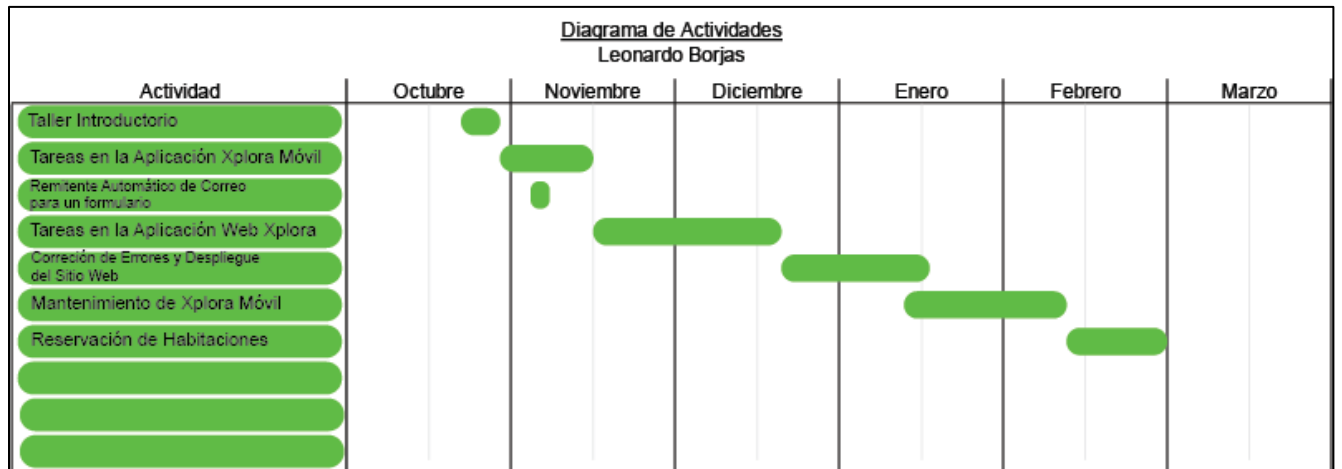 Diagrama de Actividades
Leonardo Borjas
Actividad Octubre Noviembre Diciembre Enero Febrero Marzo
Taller Introductorio
Tareas en la Aplicación Xplora Móvil
Remitente Automático de Correo
para un formulario
Tareas en la Aplicación Web Xplora
Correción de Errores y Despliegue
del Sitio Web
Mantenimiento de Xplora Móvil
Reservación de Habitaciones